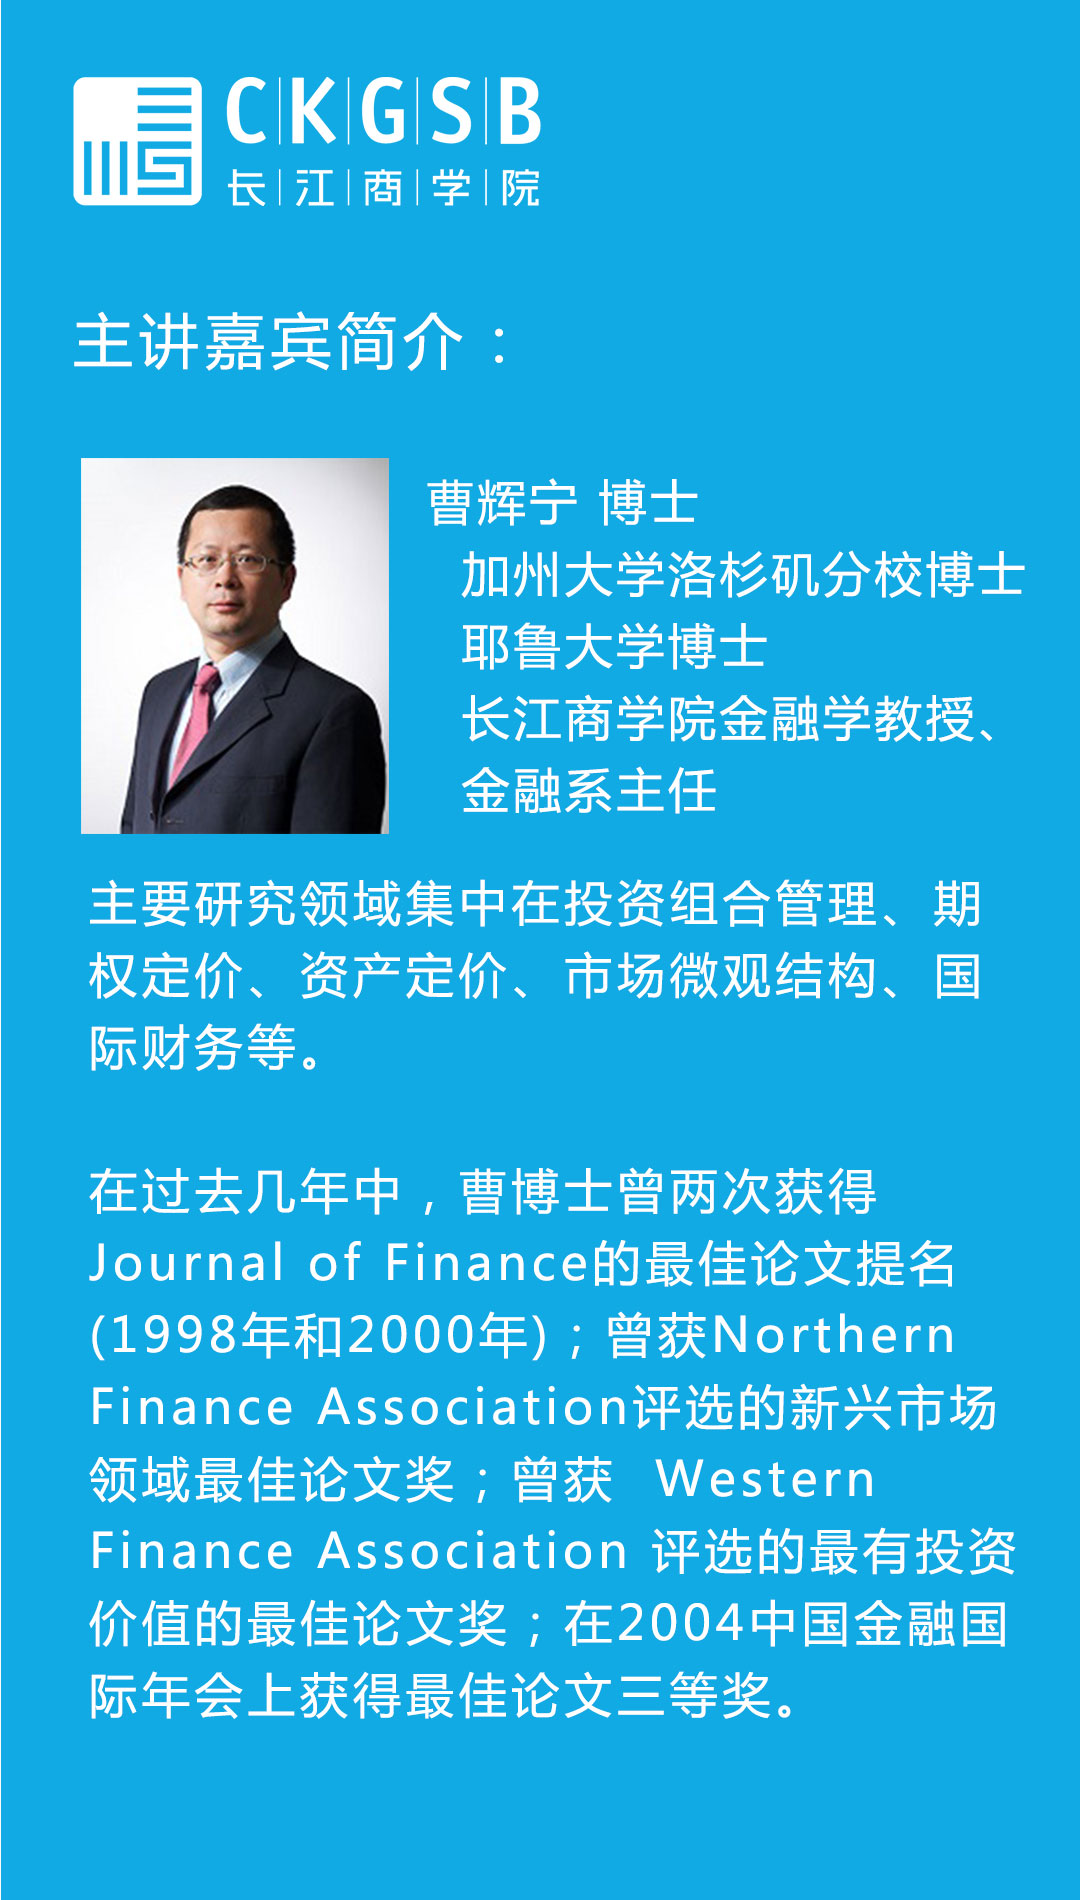 CKGSB
长江商学院
主讲嘉宾简介：
曹辉宁 博士
加州大学洛杉矶分校博士
耶鲁大学博士
长江商学院金融学教授、
金融系主任
主要研究领域集中在投资组合管理、期
权定价、资产定价、市场微观结构、国
际财务等。
在过去几年中，曹博士曾两次获得
Journal of Finance的最佳论文提名
(1998年和2000年)；曾获Northern
Finance Association评选的新兴市场
领域最佳论文奖；曾获 Western
Finance Association 评选的最有投资
价值的最佳论文奖；在2004中国金融国
际年会上获得最佳论文三等奖。